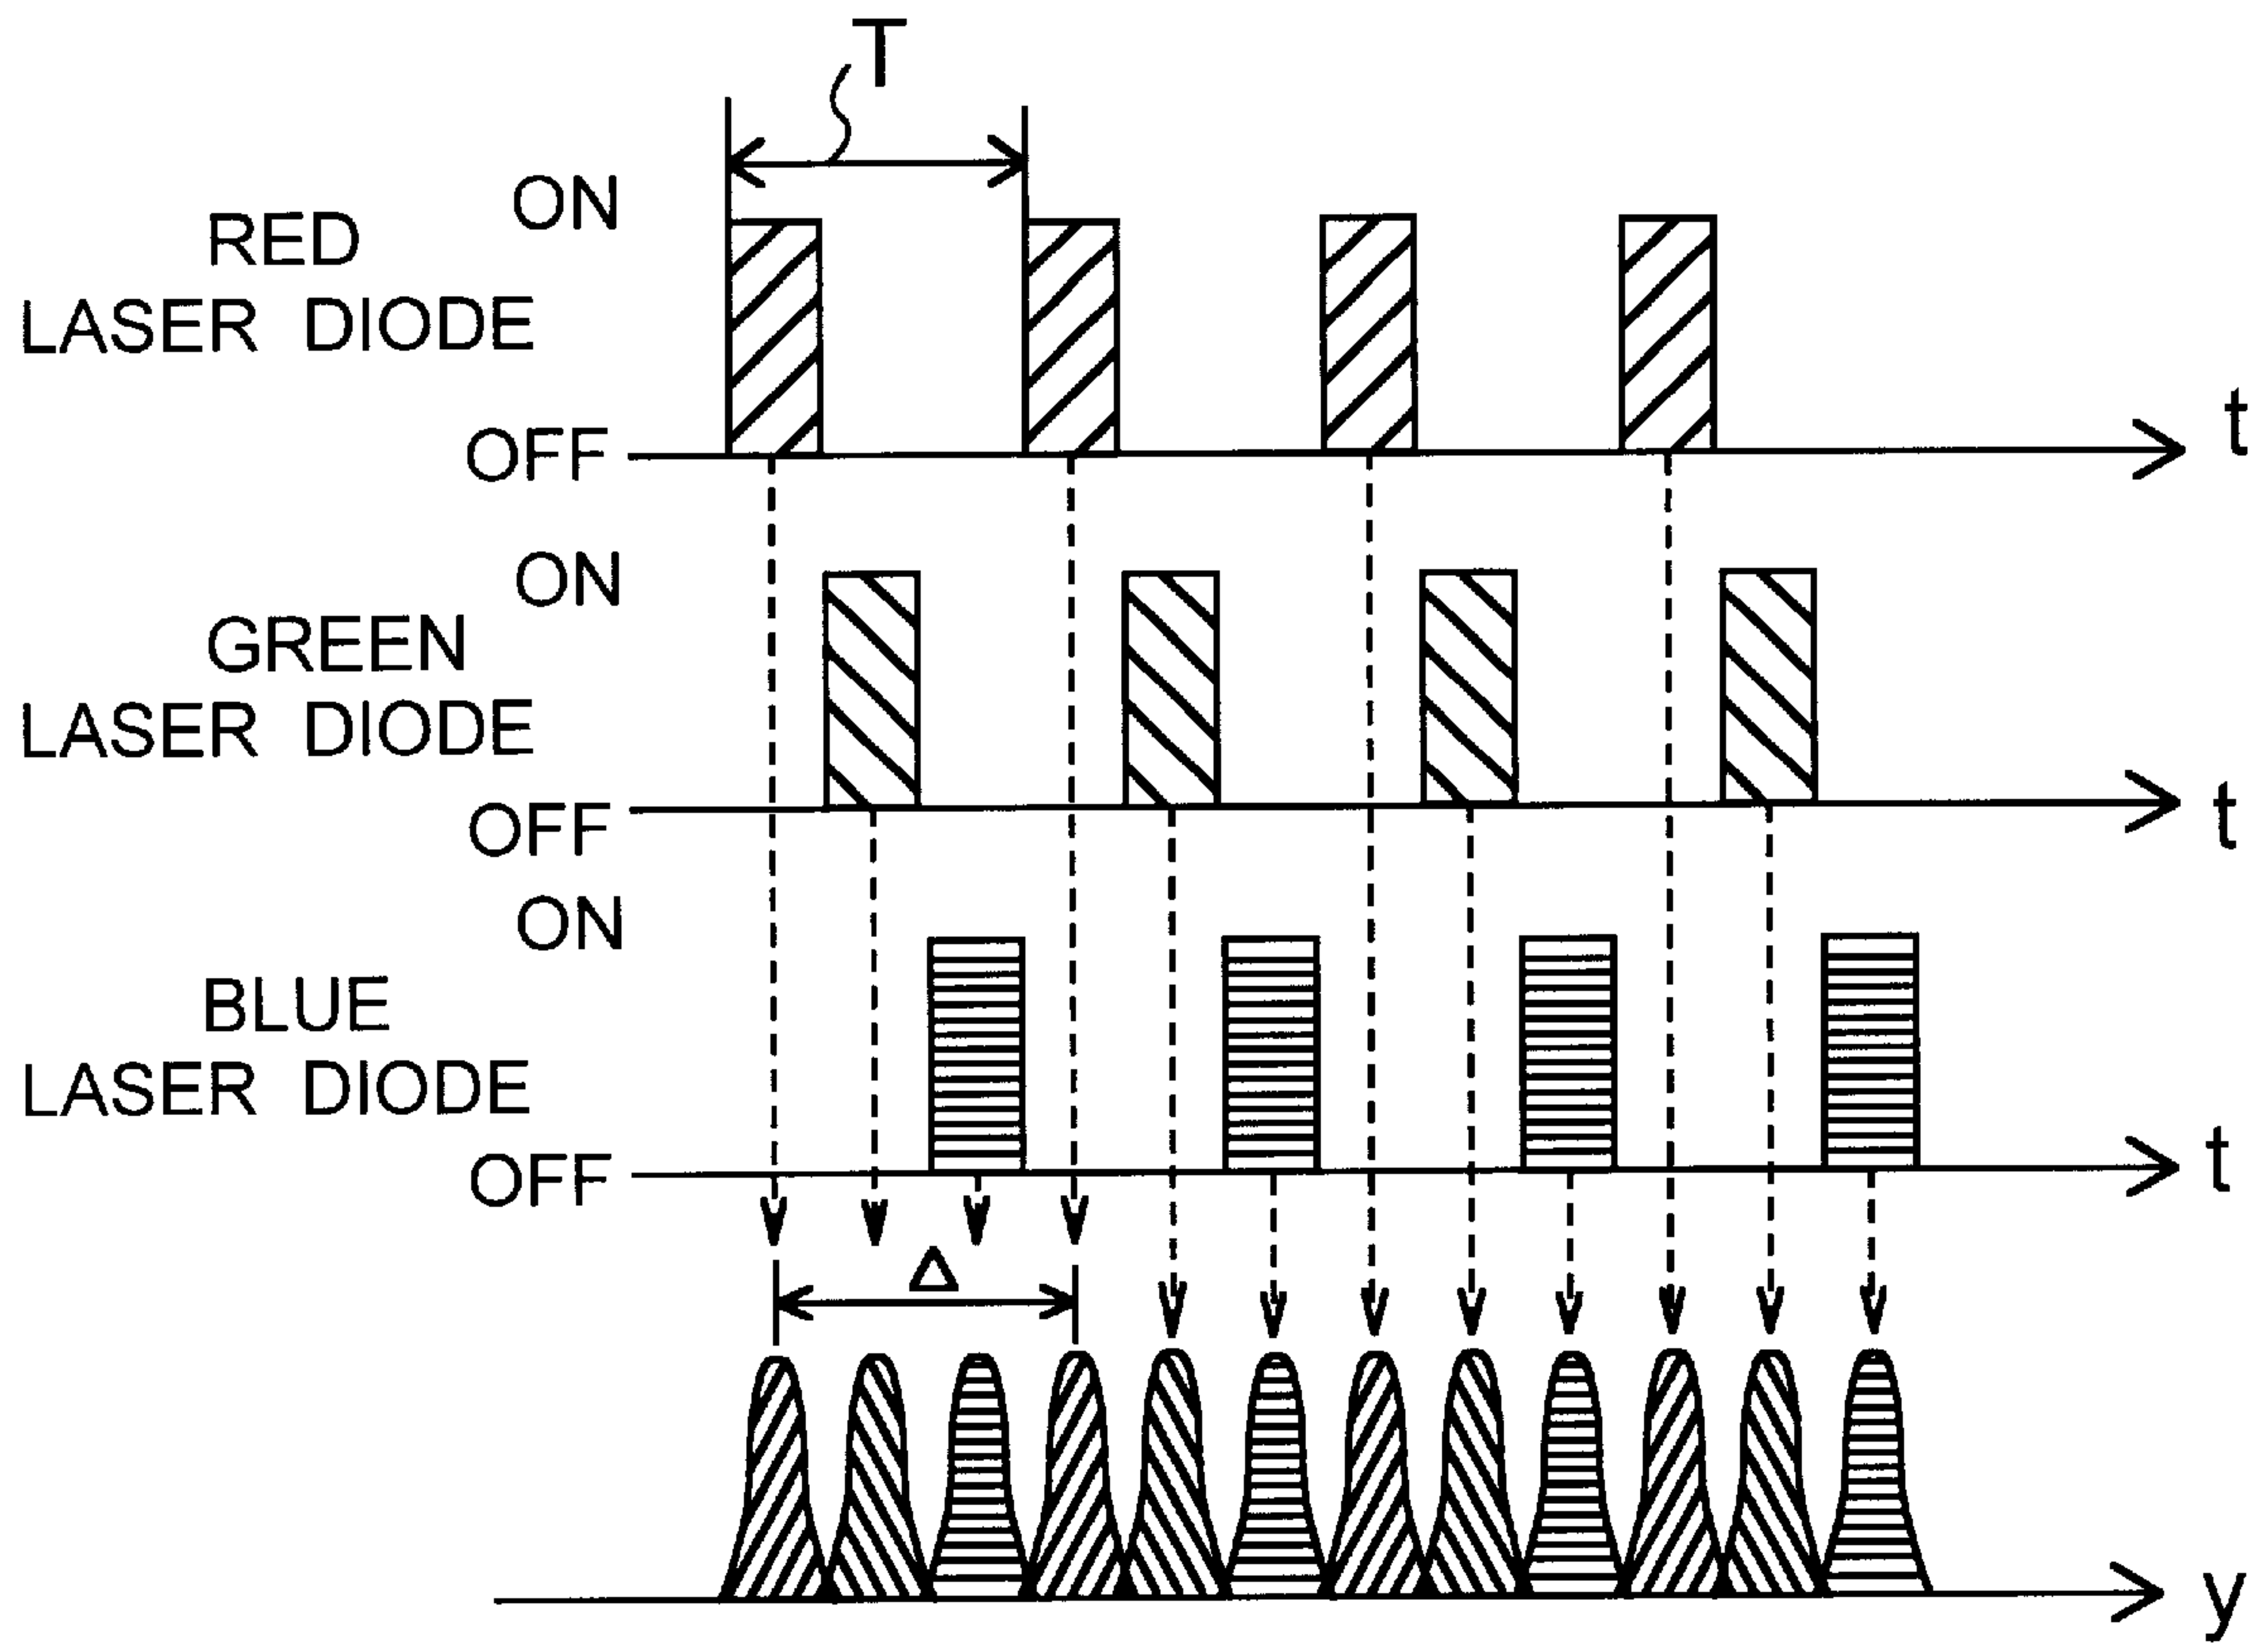 T
ON
RED
LASER DIODE
OFF
t
ON
GREEN
LASER DIODE
OFF
t
ON
BLUE
LASER DIODE
OFF
t
Δ
y